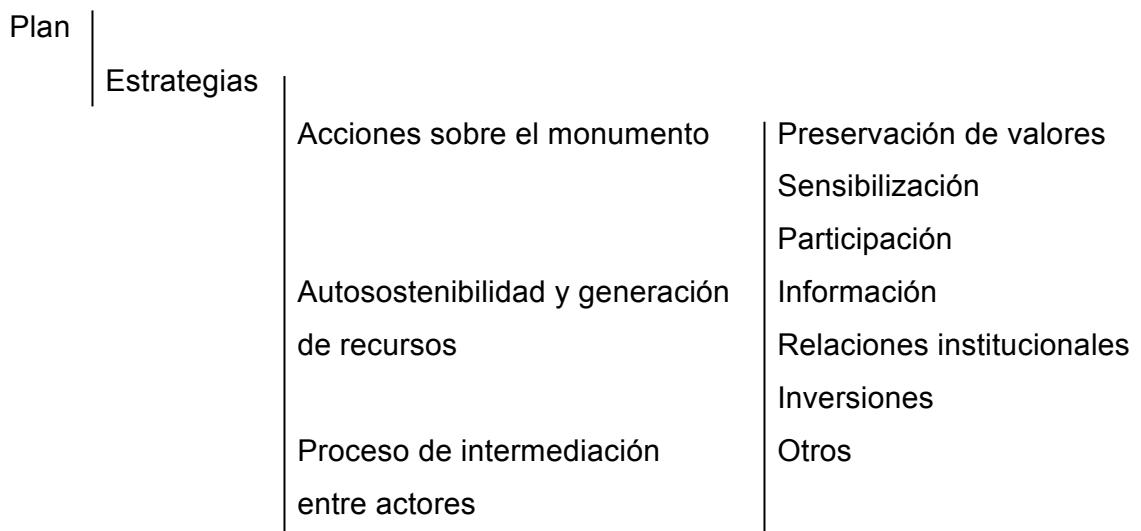 Plan
Estrategias
Acciones sobre el monumento
Preservación de valores
Sensibilización
Participación
Autosostenibilidad y generación
Información
de recursos
Relaciones institucionales
Inversiones
Proceso de intermediación
Otros
entre actores